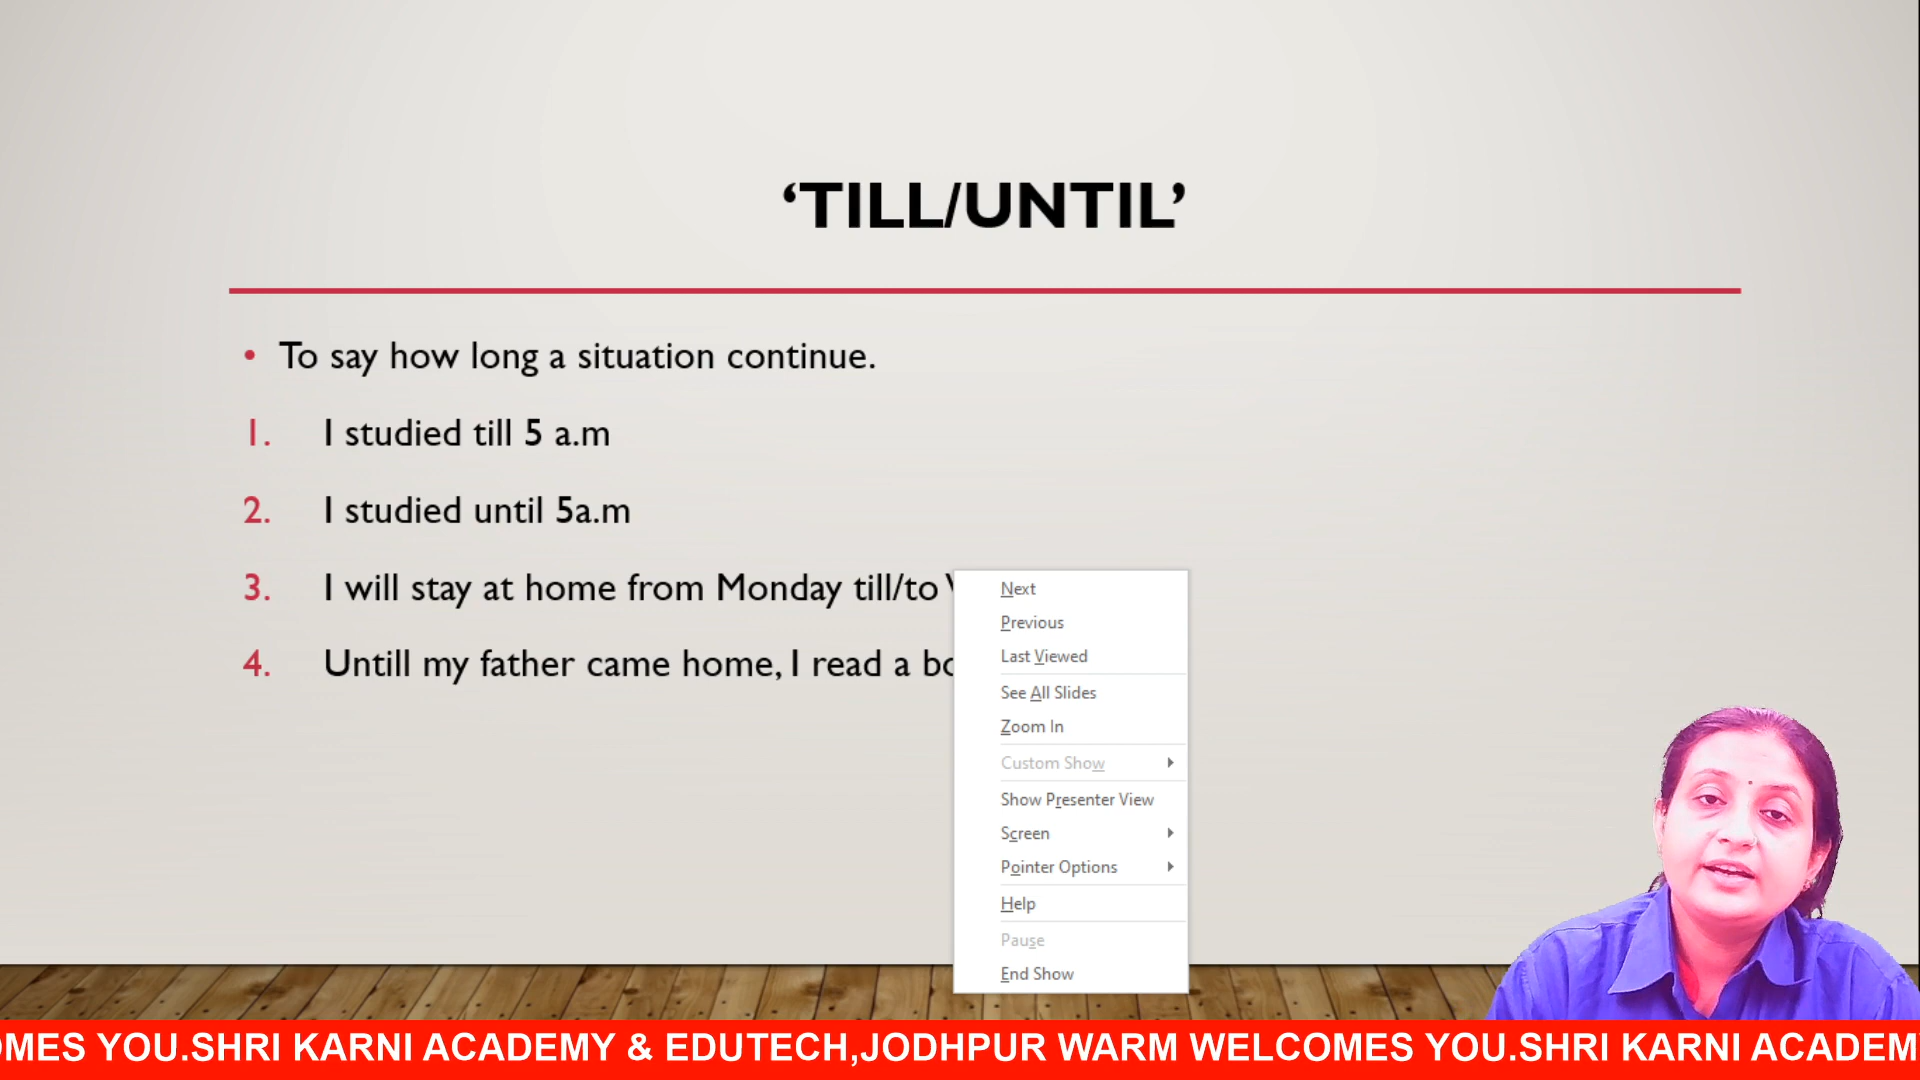 ‘TILL/UNTIL’
• To say how long a situation continue.
1. I studied till 5 a.m
2. I studied until 5a.m
3. I will stay at home from Monday till/to
4. Untill my father came home, I read a
Next
Previous
Last Viewed
See All Slides
Zoom In
Custom Show
Show Presenter View
Screen
Pointer Options
Help
Pause
End Show
OMES YOU.SHRI KARNI ACADEMY & EDUTECH,JODHPUR WARM WELCOMES YOU.SHRI KARNI ACADEM